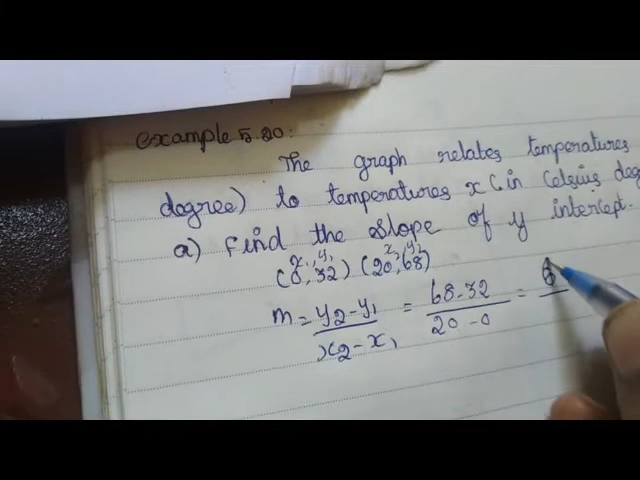 Example 5.20:
The graph relates temperatures
degree) to temperatures x (in Celsius deg
a) Find the slope of y intercept.
x₁, y₁ x₂, y₂
(0, 32) (20, 68)
m = y₂ - y₁ / x₂ - x₁ = 68 - 32 / 20 - 0 =